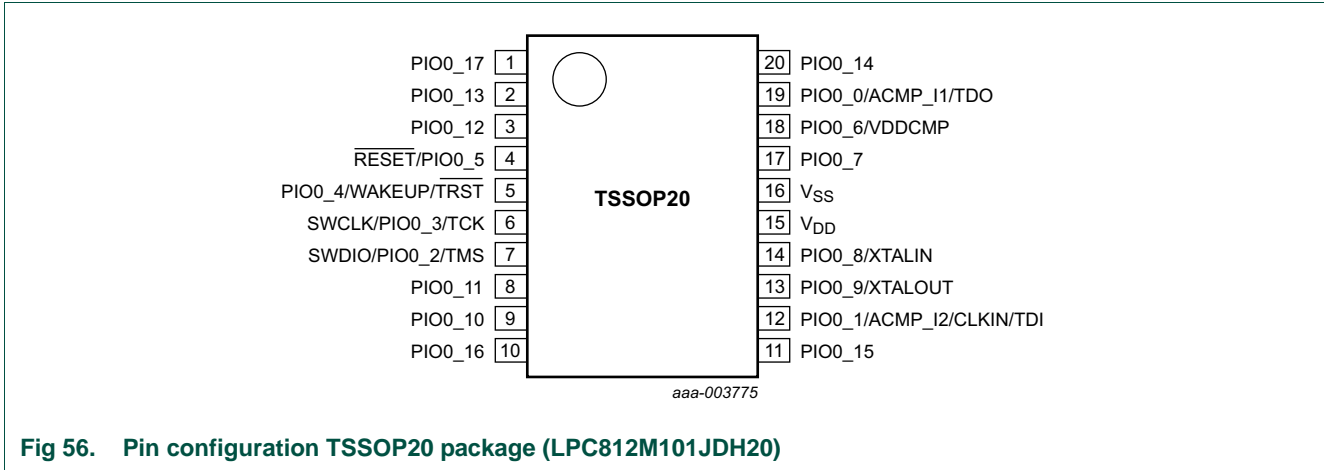 PIO0_17 1
PIO0_13 2
PIO0_12 3
RESET/PIO0_5 4
PIO0_4/WAKEUP/TRST 5
SWCLK/PIO0_3/TCK 6
SWDIO/PIO0_2/TMS 7
PIO0_11 8
PIO0_10 9
PIO0_16 10
TSSOP20
20 PIO0_14
19 PIO0_0/ACMP_I1/TDO
18 PIO0_6/VDDCMP
17 PIO0_7
16 VSS
15 VDD
14 PIO0_8/XTALIN
13 PIO0_9/XTALOUT
12 PIO0_1/ACMP_I2/CLKIN/TDI
11 PIO0_15
aaa-003775
Fig 56. Pin configuration TSSOP20 package (LPC812M101JDH20)